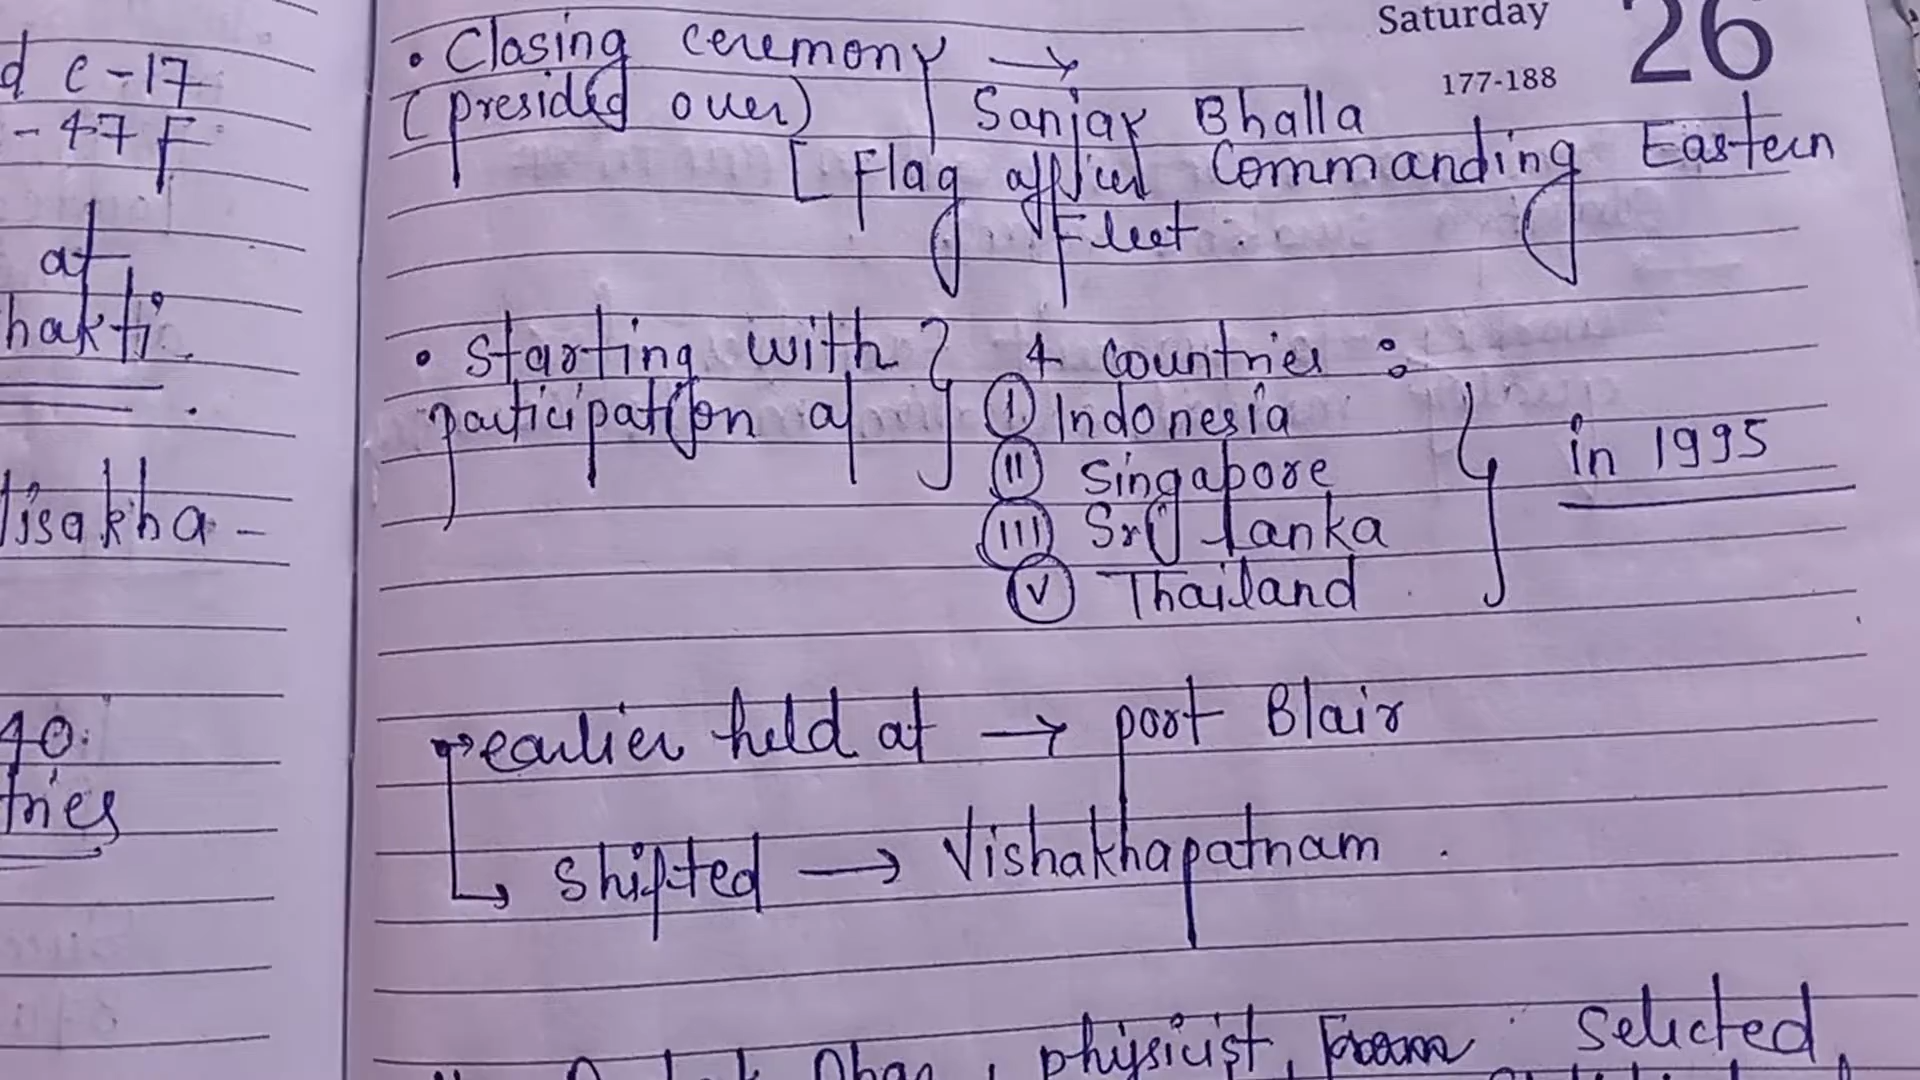 d C-17
- 47 F
at
hakti.
lisakha -
40.
tries
Saturday 26
177-188
• Closing ceremony →
(presided over) Sanjay Bhalla
[Flag officer Commanding Eastern
Fleet.
• Starting with } 4 countries :
participation of } (I) Indonesia
(II) Singapore
in 1995
(III) Sri Lanka
(V) Thailand
→ earlier held at → port Blair
↳ Shifted → Vishakhapatnam.
physicist, from selected